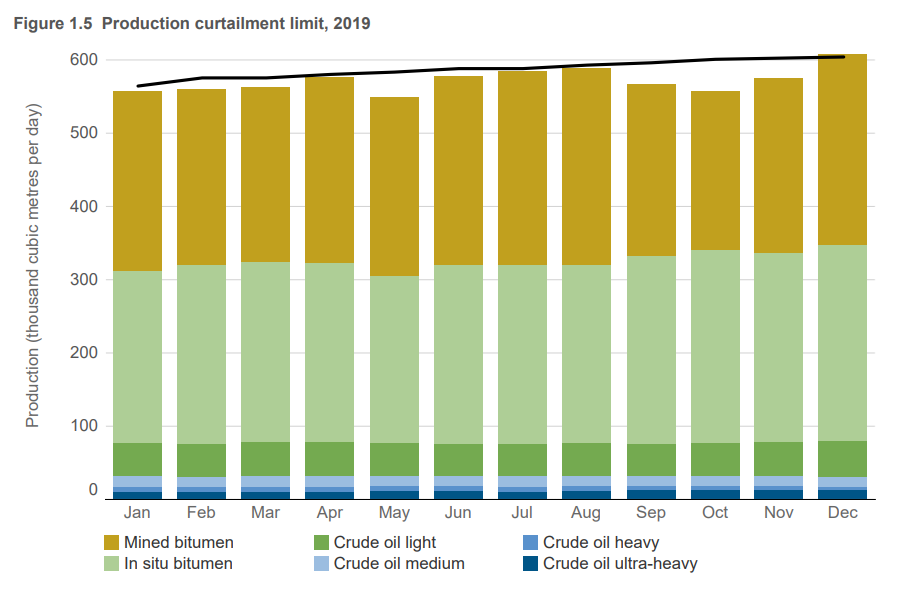 Figure 1.5 Production curtailment limit, 2019
Production (thousand cubic metres per day)
600
500
400
300
200
100
0
Jan Feb Mar Apr May Jun Jul Aug Sep Oct Nov Dec
Mined bitumen Crude oil light Crude oil heavy
In situ bitumen Crude oil medium Crude oil ultra-heavy